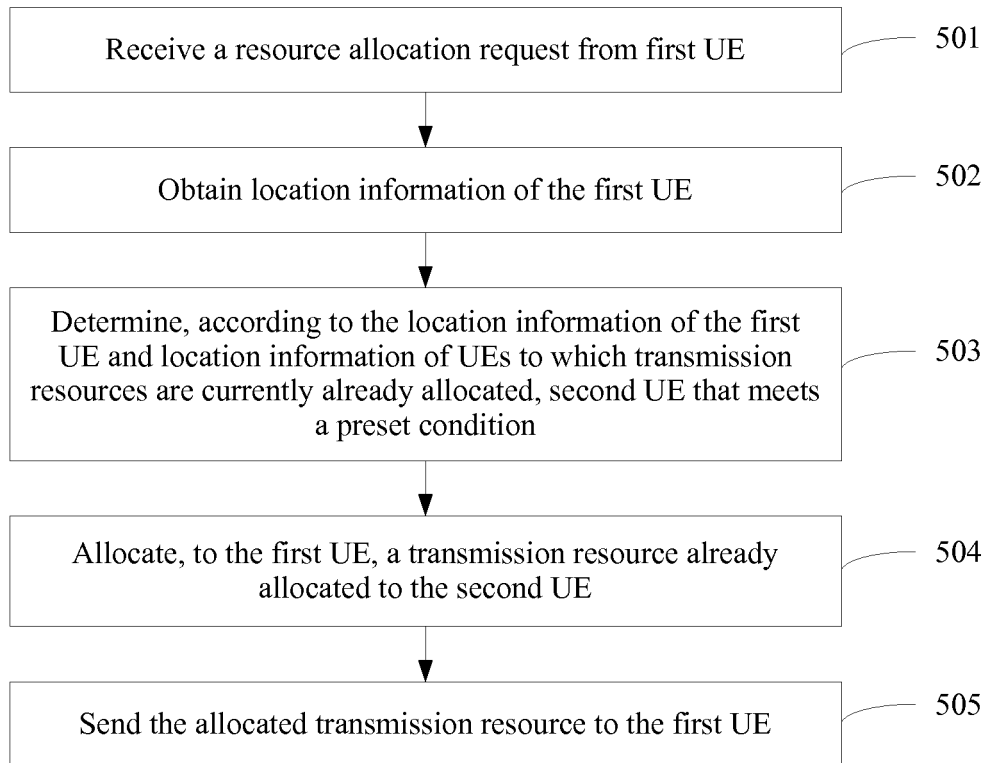 Receive a resource allocation request from first UE
501
Obtain location information of the first UE
502
Determine, according to the location information of the first
UE and location information of UEs to which transmission
resources are currently already allocated, second UE that meets
a preset condition
503
Allocate, to the first UE, a transmission resource already
allocated to the second UE
504
Send the allocated transmission resource to the first UE
505